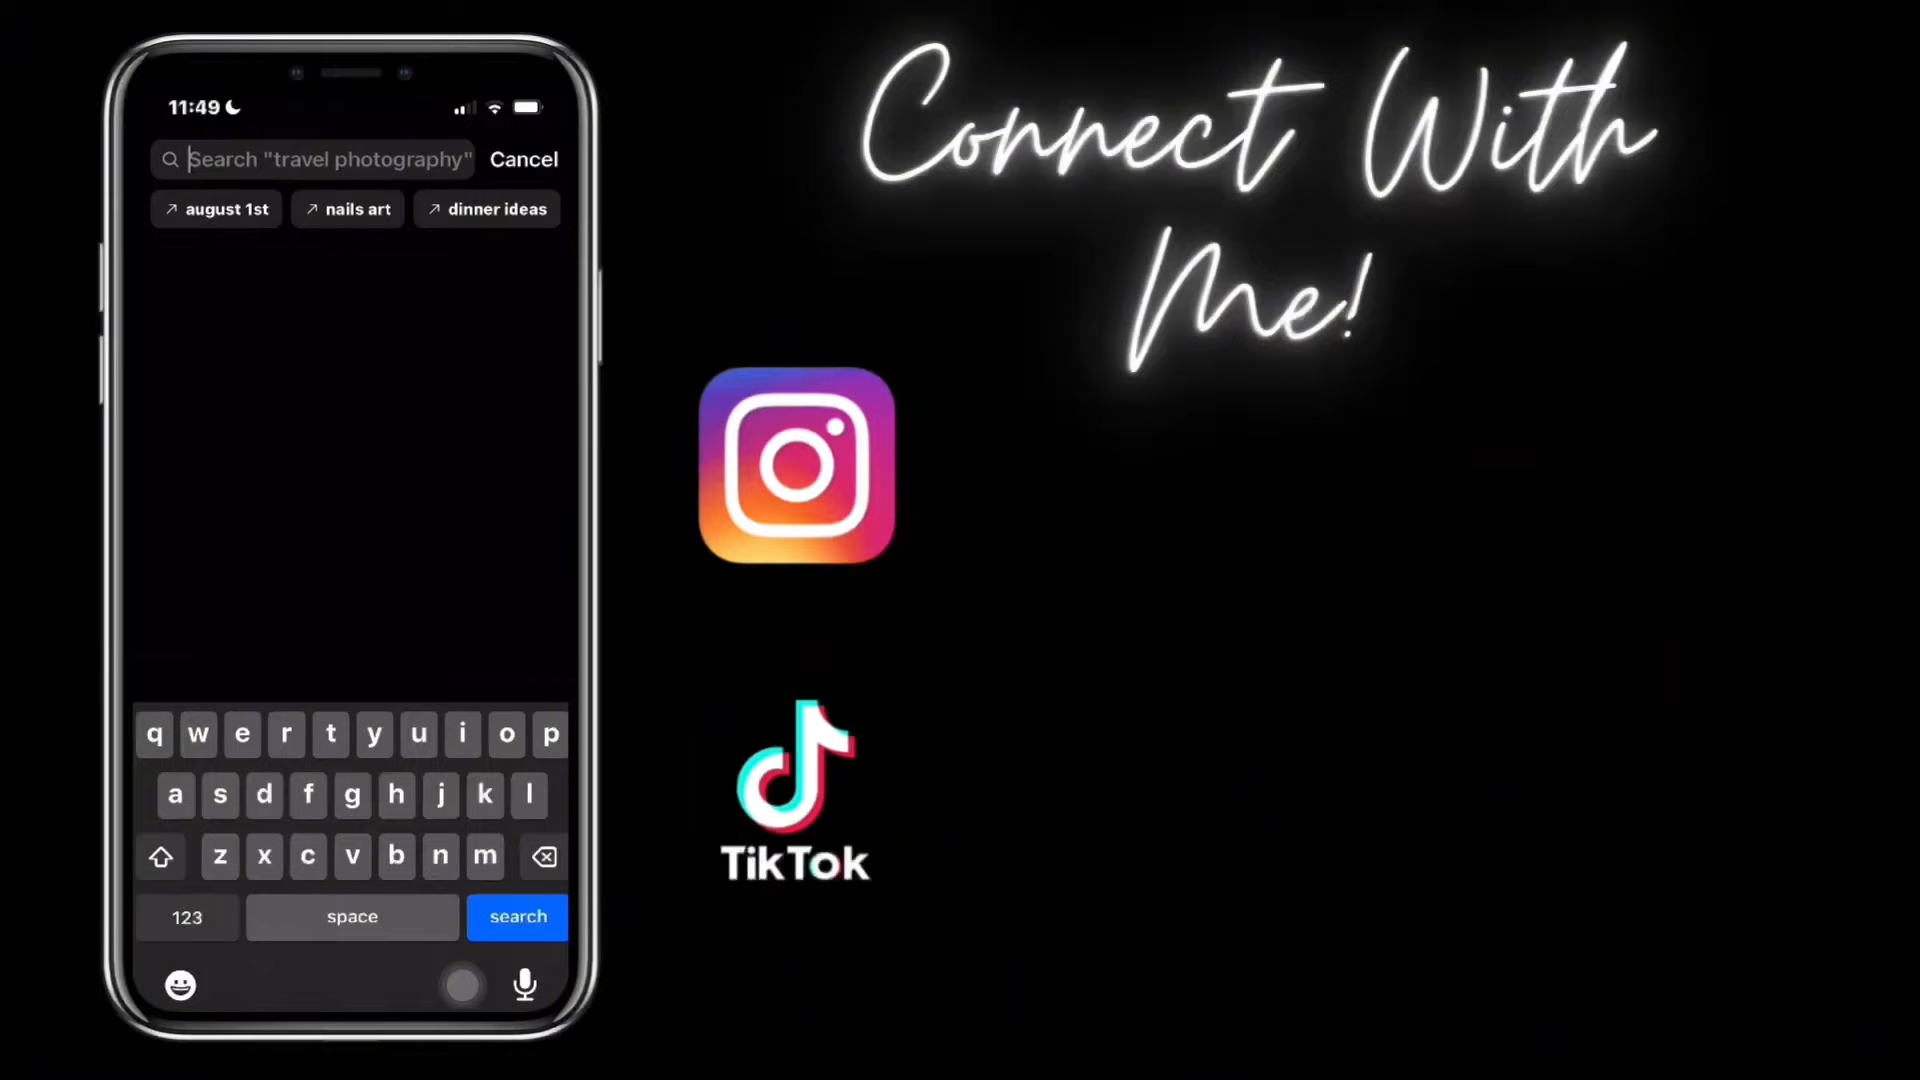 11:49
Search "travel photography" Cancel
august 1st nails art dinner ideas
q w e r t y u i o p
a s d f g h j k l
z x c v b n m
123 space search
Connect With
Me!
TikTok